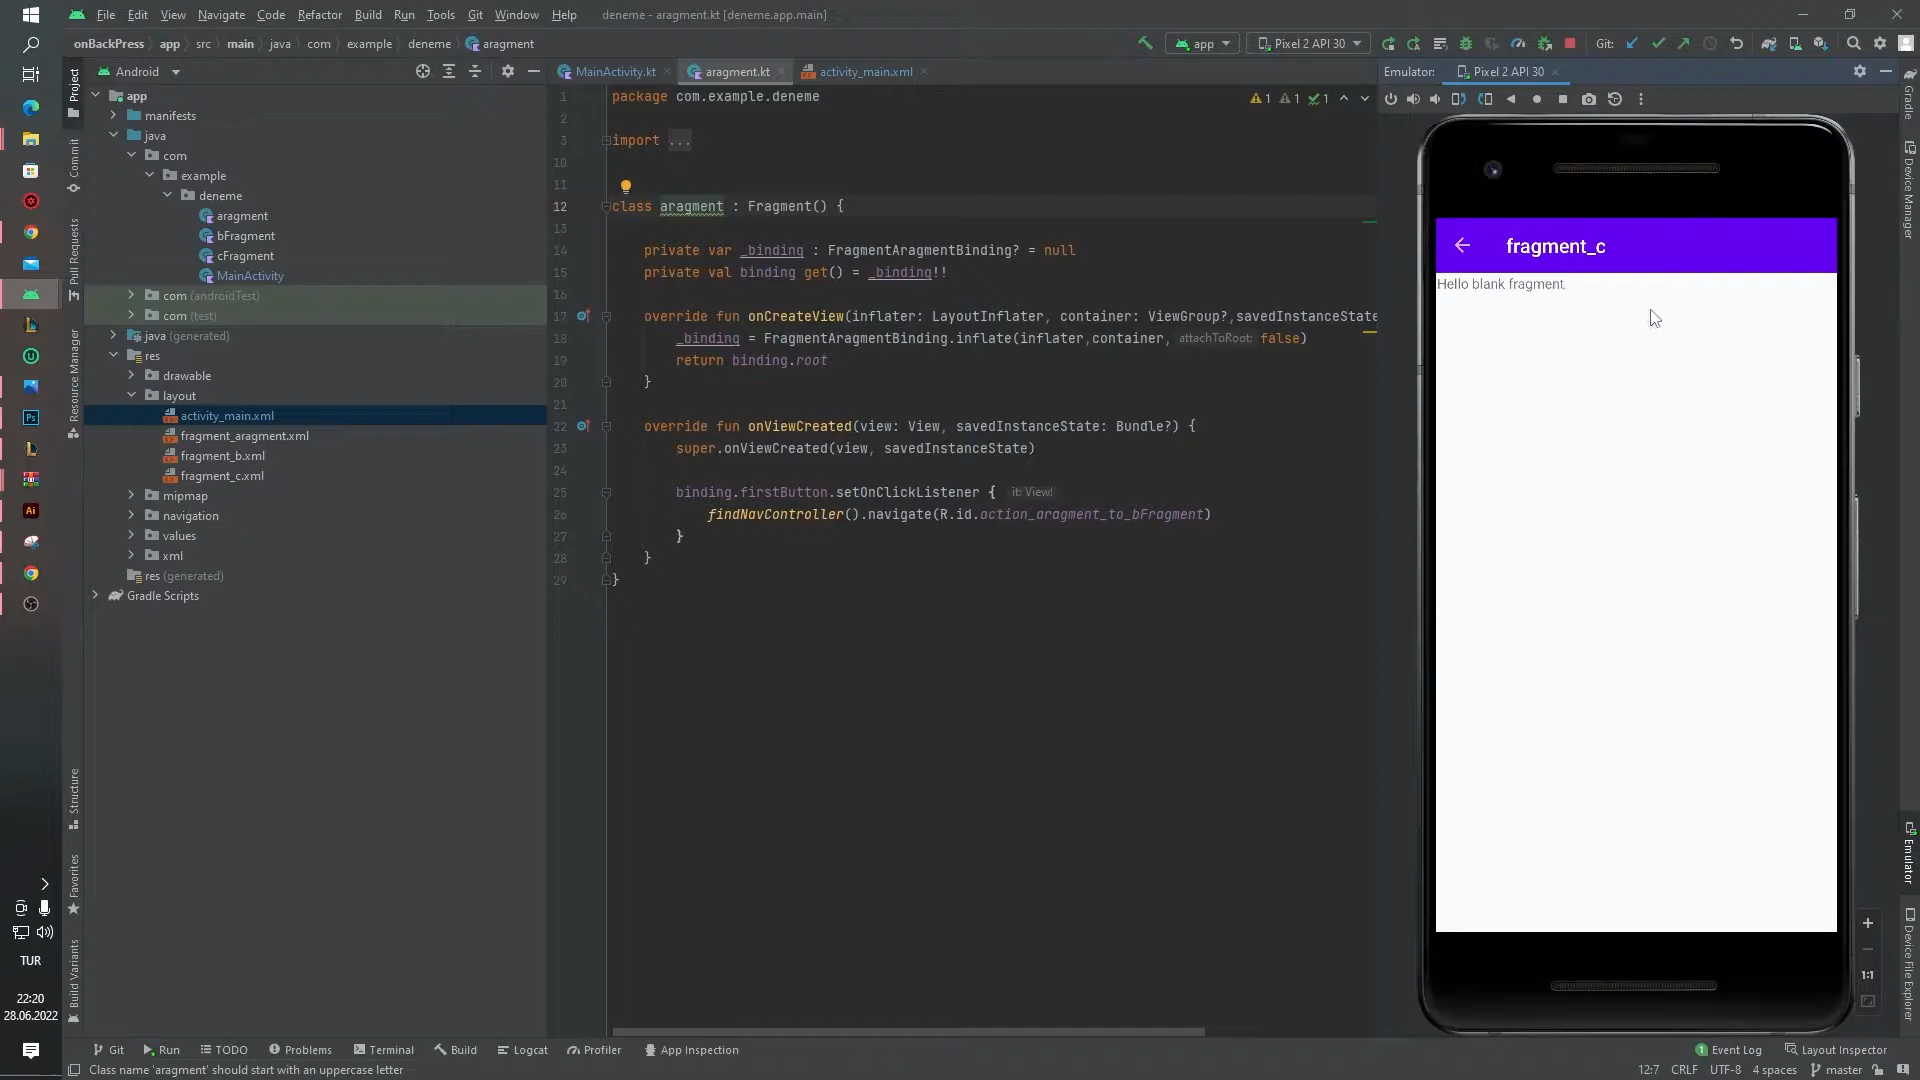 File Edit View Navigate Code Refactor Build Run Tools Git Window Help deneme - aragment.kt [deneme.app.main]
onBackPress app src main java com example deneme aragment app Pixel 2 API 30 Git:
Project
Commit
Pull Requests
Resource Manager
Structure
Favorites
Build Variants
Android
app
manifests
java
com
example
deneme
aragment
bFragment
cFragment
MainActivity
com (androidTest)
com (test)
java (generated)
res
drawable
layout
activity_main.xml
fragment_aragment.xml
fragment_b.xml
fragment_c.xml
mipmap
navigation
values
xml
res (generated)
Gradle Scripts
MainActivity.kt aragment.kt activity_main.xml
1 package com.example.deneme
1 1 1
2
3 import ...
10
11
12 class aragment : Fragment() {
13
14 private var _binding : FragmentAragmentBinding? = null
15 private val binding get() = _binding!!
16
17 override fun onCreateView(inflater: LayoutInflater, container: ViewGroup?,savedInstanceState
18 _binding = FragmentAragmentBinding.inflate(inflater,container, attachToRoot: false)
19 return binding.root
20 }
21
22 override fun onViewCreated(view: View, savedInstanceState: Bundle?) {
23 super.onViewCreated(view, savedInstanceState)
24
25 binding.firstButton.setOnClickListener { it: View!
26 findNavController().navigate(R.id.action_aragment_to_bFragment)
27 }
28 }
29 }
Emulator: Pixel 2 API 30
fragment_c
Hello blank fragment
1:1
Gradle
Device Manager
Emulator
Device File Explorer
Ps
Ai
TUR
22:20
28.06.2022
Git Run TODO Problems Terminal Build Logcat Profiler App Inspection 1 Event Log Layout Inspector
Class name 'aragment' should start with an uppercase letter 12:7 CRLF UTF-8 4 spaces master